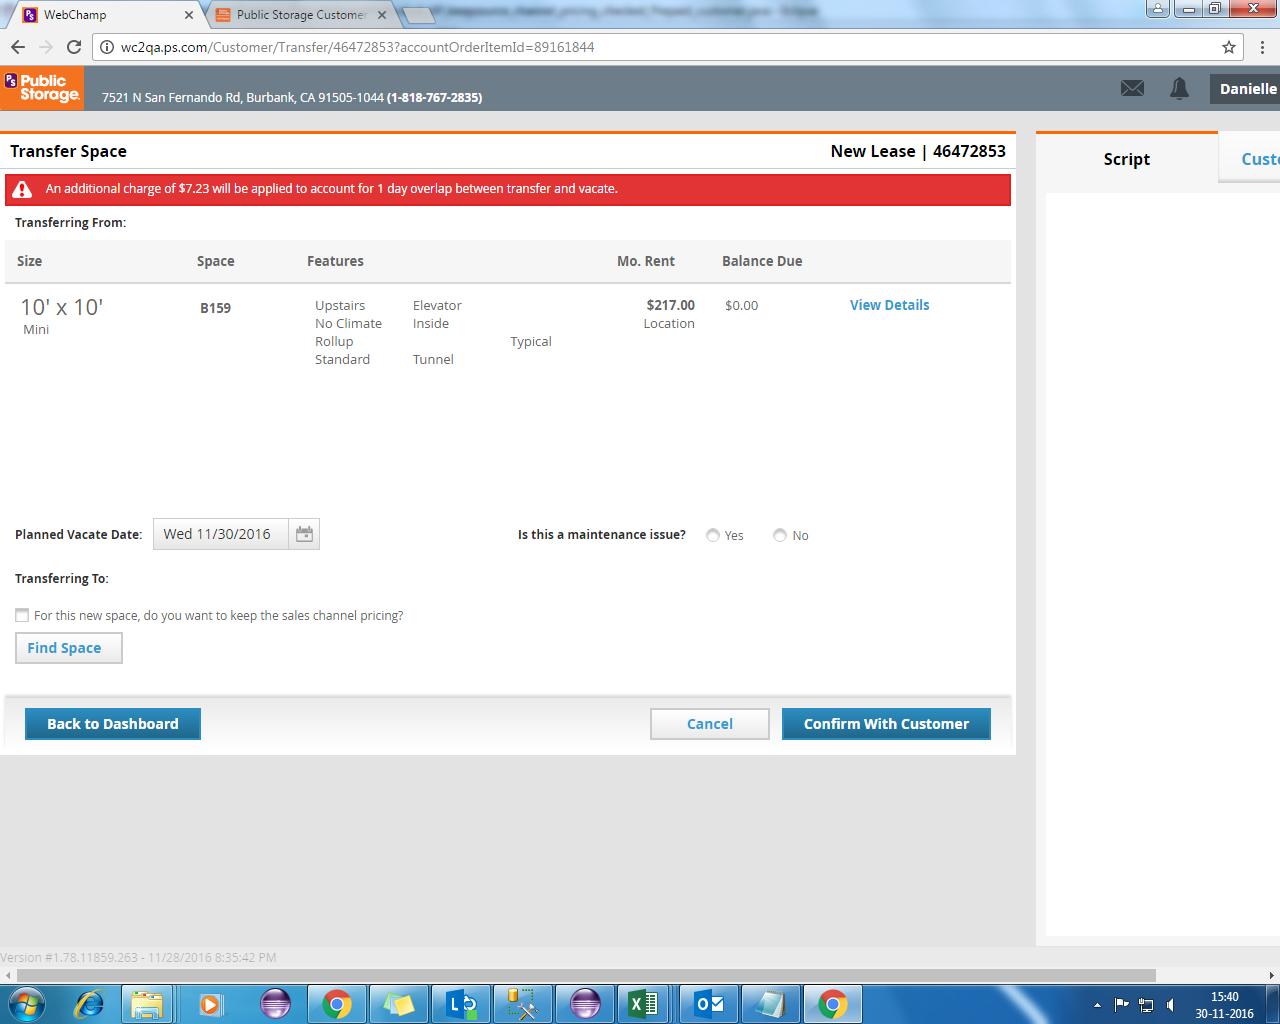 WebChamp
Public Storage Customer
wc2qa.ps.com/Customer/Transfer/46472853?accountOrderItemId=89161844
PS Public Storage.
7521 N San Fernando Rd, Burbank, CA 91505-1044 (1-818-767-2835)
Danielle
Transfer Space
New Lease | 46472853
Script
Custo
An additional charge of $7.23 will be applied to account for 1 day overlap between transfer and vacate.
Transferring From:
Size Space Features Mo. Rent Balance Due
10' x 10' B159 Upstairs Elevator $217.00 $0.00 View Details
Mini No Climate Inside Location
Rollup Typical
Standard Tunnel
Planned Vacate Date: Wed 11/30/2016 Is this a maintenance issue? Yes No
Transferring To:
For this new space, do you want to keep the sales channel pricing?
Find Space
Back to Dashboard Cancel Confirm With Customer
Version #1.78.11859.263 - 11/28/2016 8:35:42 PM
15:40
30-11-2016